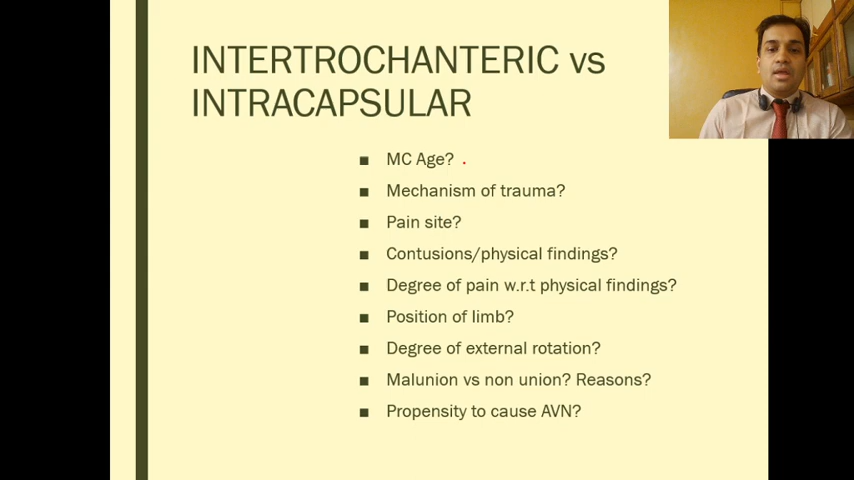 INTERTROCHANTERIC vs
INTRACAPSULAR
MC Age?
Mechanism of trauma?
Pain site?
Contusions/physical findings?
Degree of pain w.r.t physical findings?
Position of limb?
Degree of external rotation?
Malunion vs non union? Reasons?
Propensity to cause AVN?